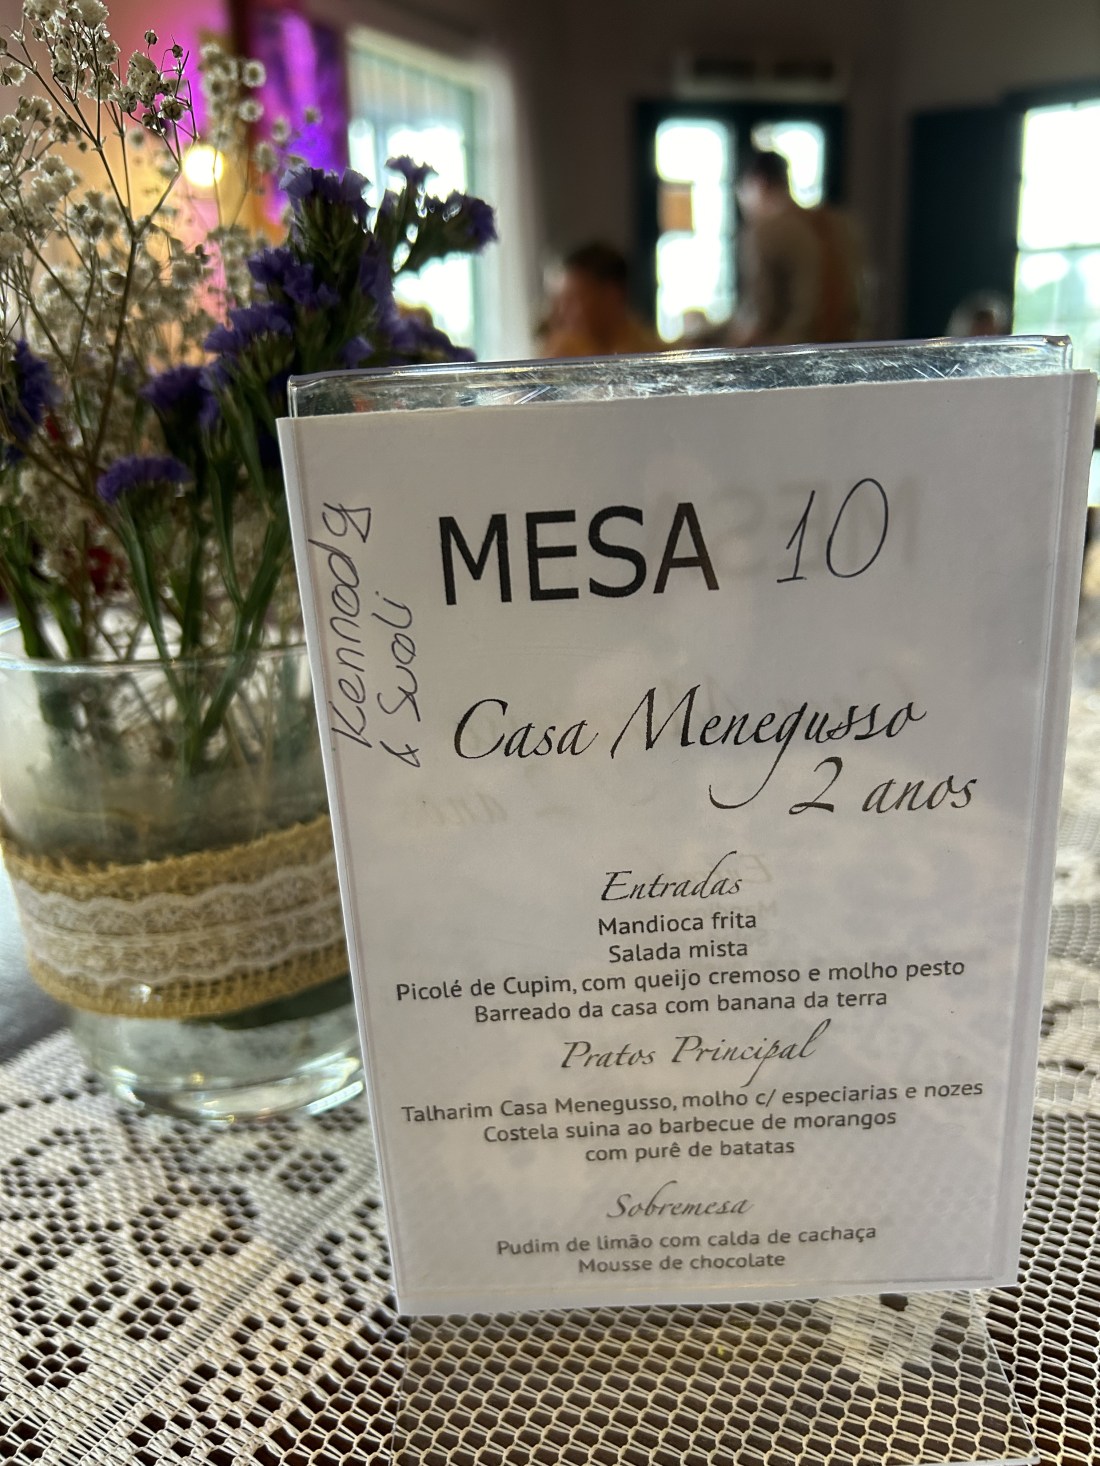 MESA 10
Kennody
& Sueli
Casa Menegusso
2 anos
Entradas
Mandioca frita
Salada mista
Picolé de Cupim, com queijo cremoso e molho pesto
Barreado da casa com banana da terra
Pratos Principal
Talharim Casa Menegusso, molho c/ especiarias e nozes
Costela suina ao barbecue de morangos
com purê de batatas
Sobremesa
Pudim de limão com calda de cachaça
Mousse de chocolate